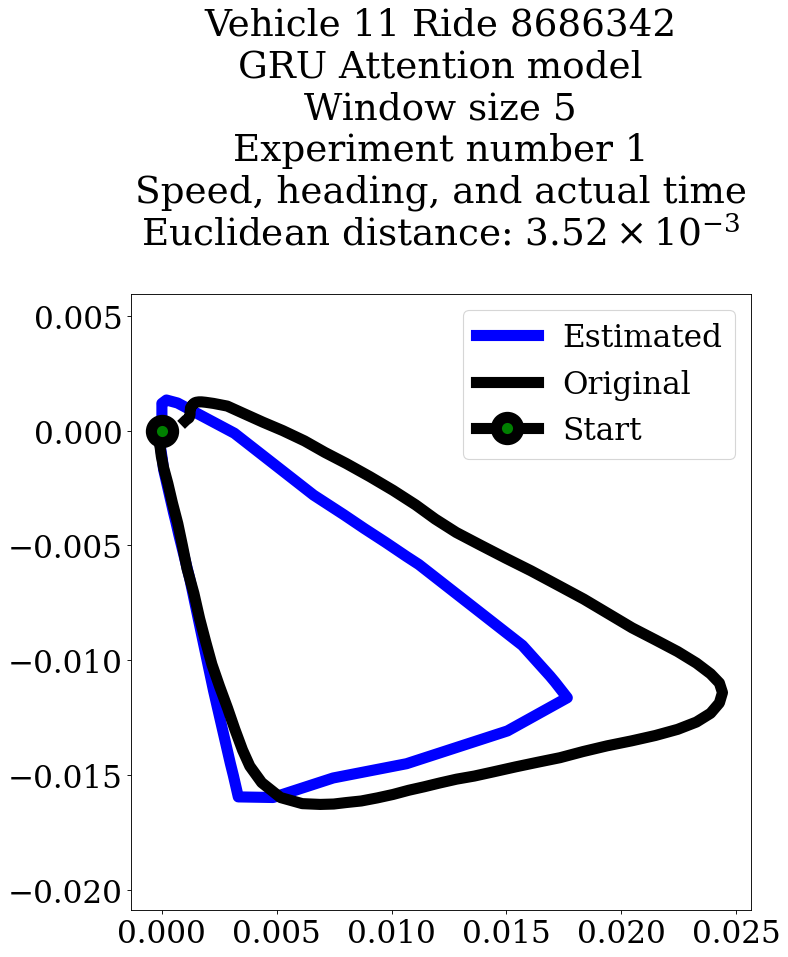 Vehicle 11 Ride 8686342
GRU Attention model
Window size 5
Experiment number 1
Speed, heading, and actual time
Euclidean distance: 3.52 × 10⁻³
0.005
0.000
−0.005
−0.010
−0.015
−0.020
Estimated
Original
Start
0.000 0.005 0.010 0.015 0.020 0.025